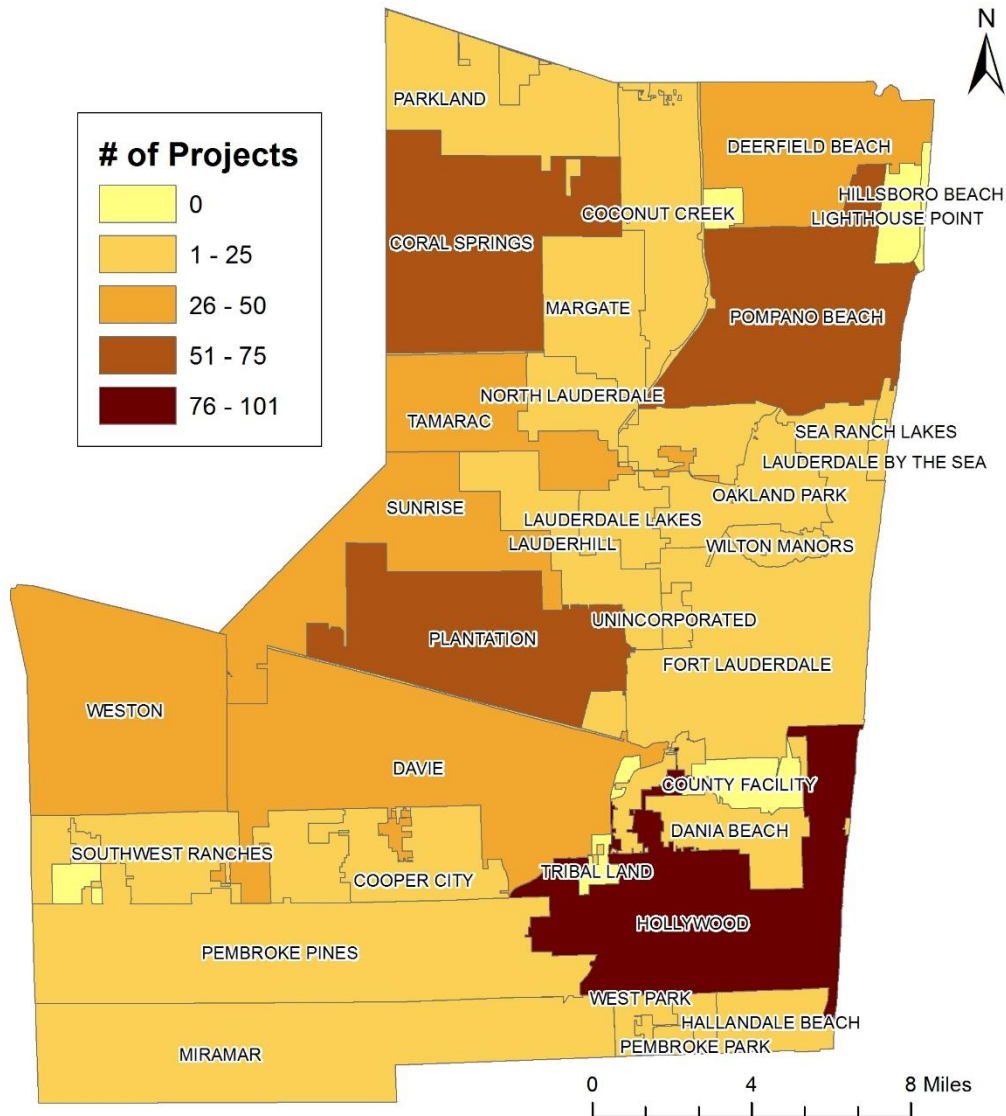 N
PARKLAND
# of Projects
0
1 - 25
26 - 50
51 - 75
76 - 101
DEERFIELD BEACH
HILLSBORO BEACH
COCONUT CREEK
LIGHTHOUSE POINT
CORAL SPRINGS
MARGATE
POMPANO BEACH
NORTH LAUDERDALE
TAMARAC
SEA RANCH LAKES
LAUDERDALE BY THE SEA
OAKLAND PARK
SUNRISE
LAUDERDALE LAKES
LAUDERHILL
WILTON MANORS
UNINCORPORATED
PLANTATION
FORT LAUDERDALE
WESTON
DAVIE
COUNTY FACILITY
DANIA BEACH
SOUTHWEST RANCHES
TRIBAL LAND
COOPER CITY
HOLLYWOOD
PEMBROKE PINES
WEST PARK
HALLANDALE BEACH
PEMBROKE PARK
MIRAMAR
0 4 8 Miles